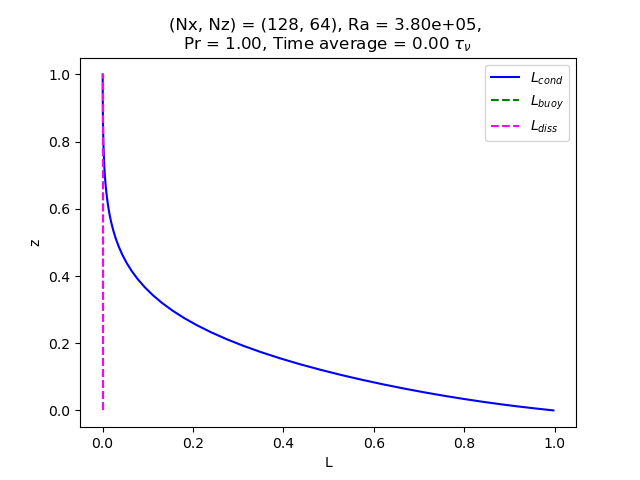 (Nx, Nz) = (128, 64), Ra = 3.80e+05,
Pr = 1.00, Time average = 0.00 τν
L_cond
L_buoy
L_diss
1.0
0.8
0.6
0.4
0.2
0.0
z
0.0 0.2 0.4 0.6 0.8 1.0
L